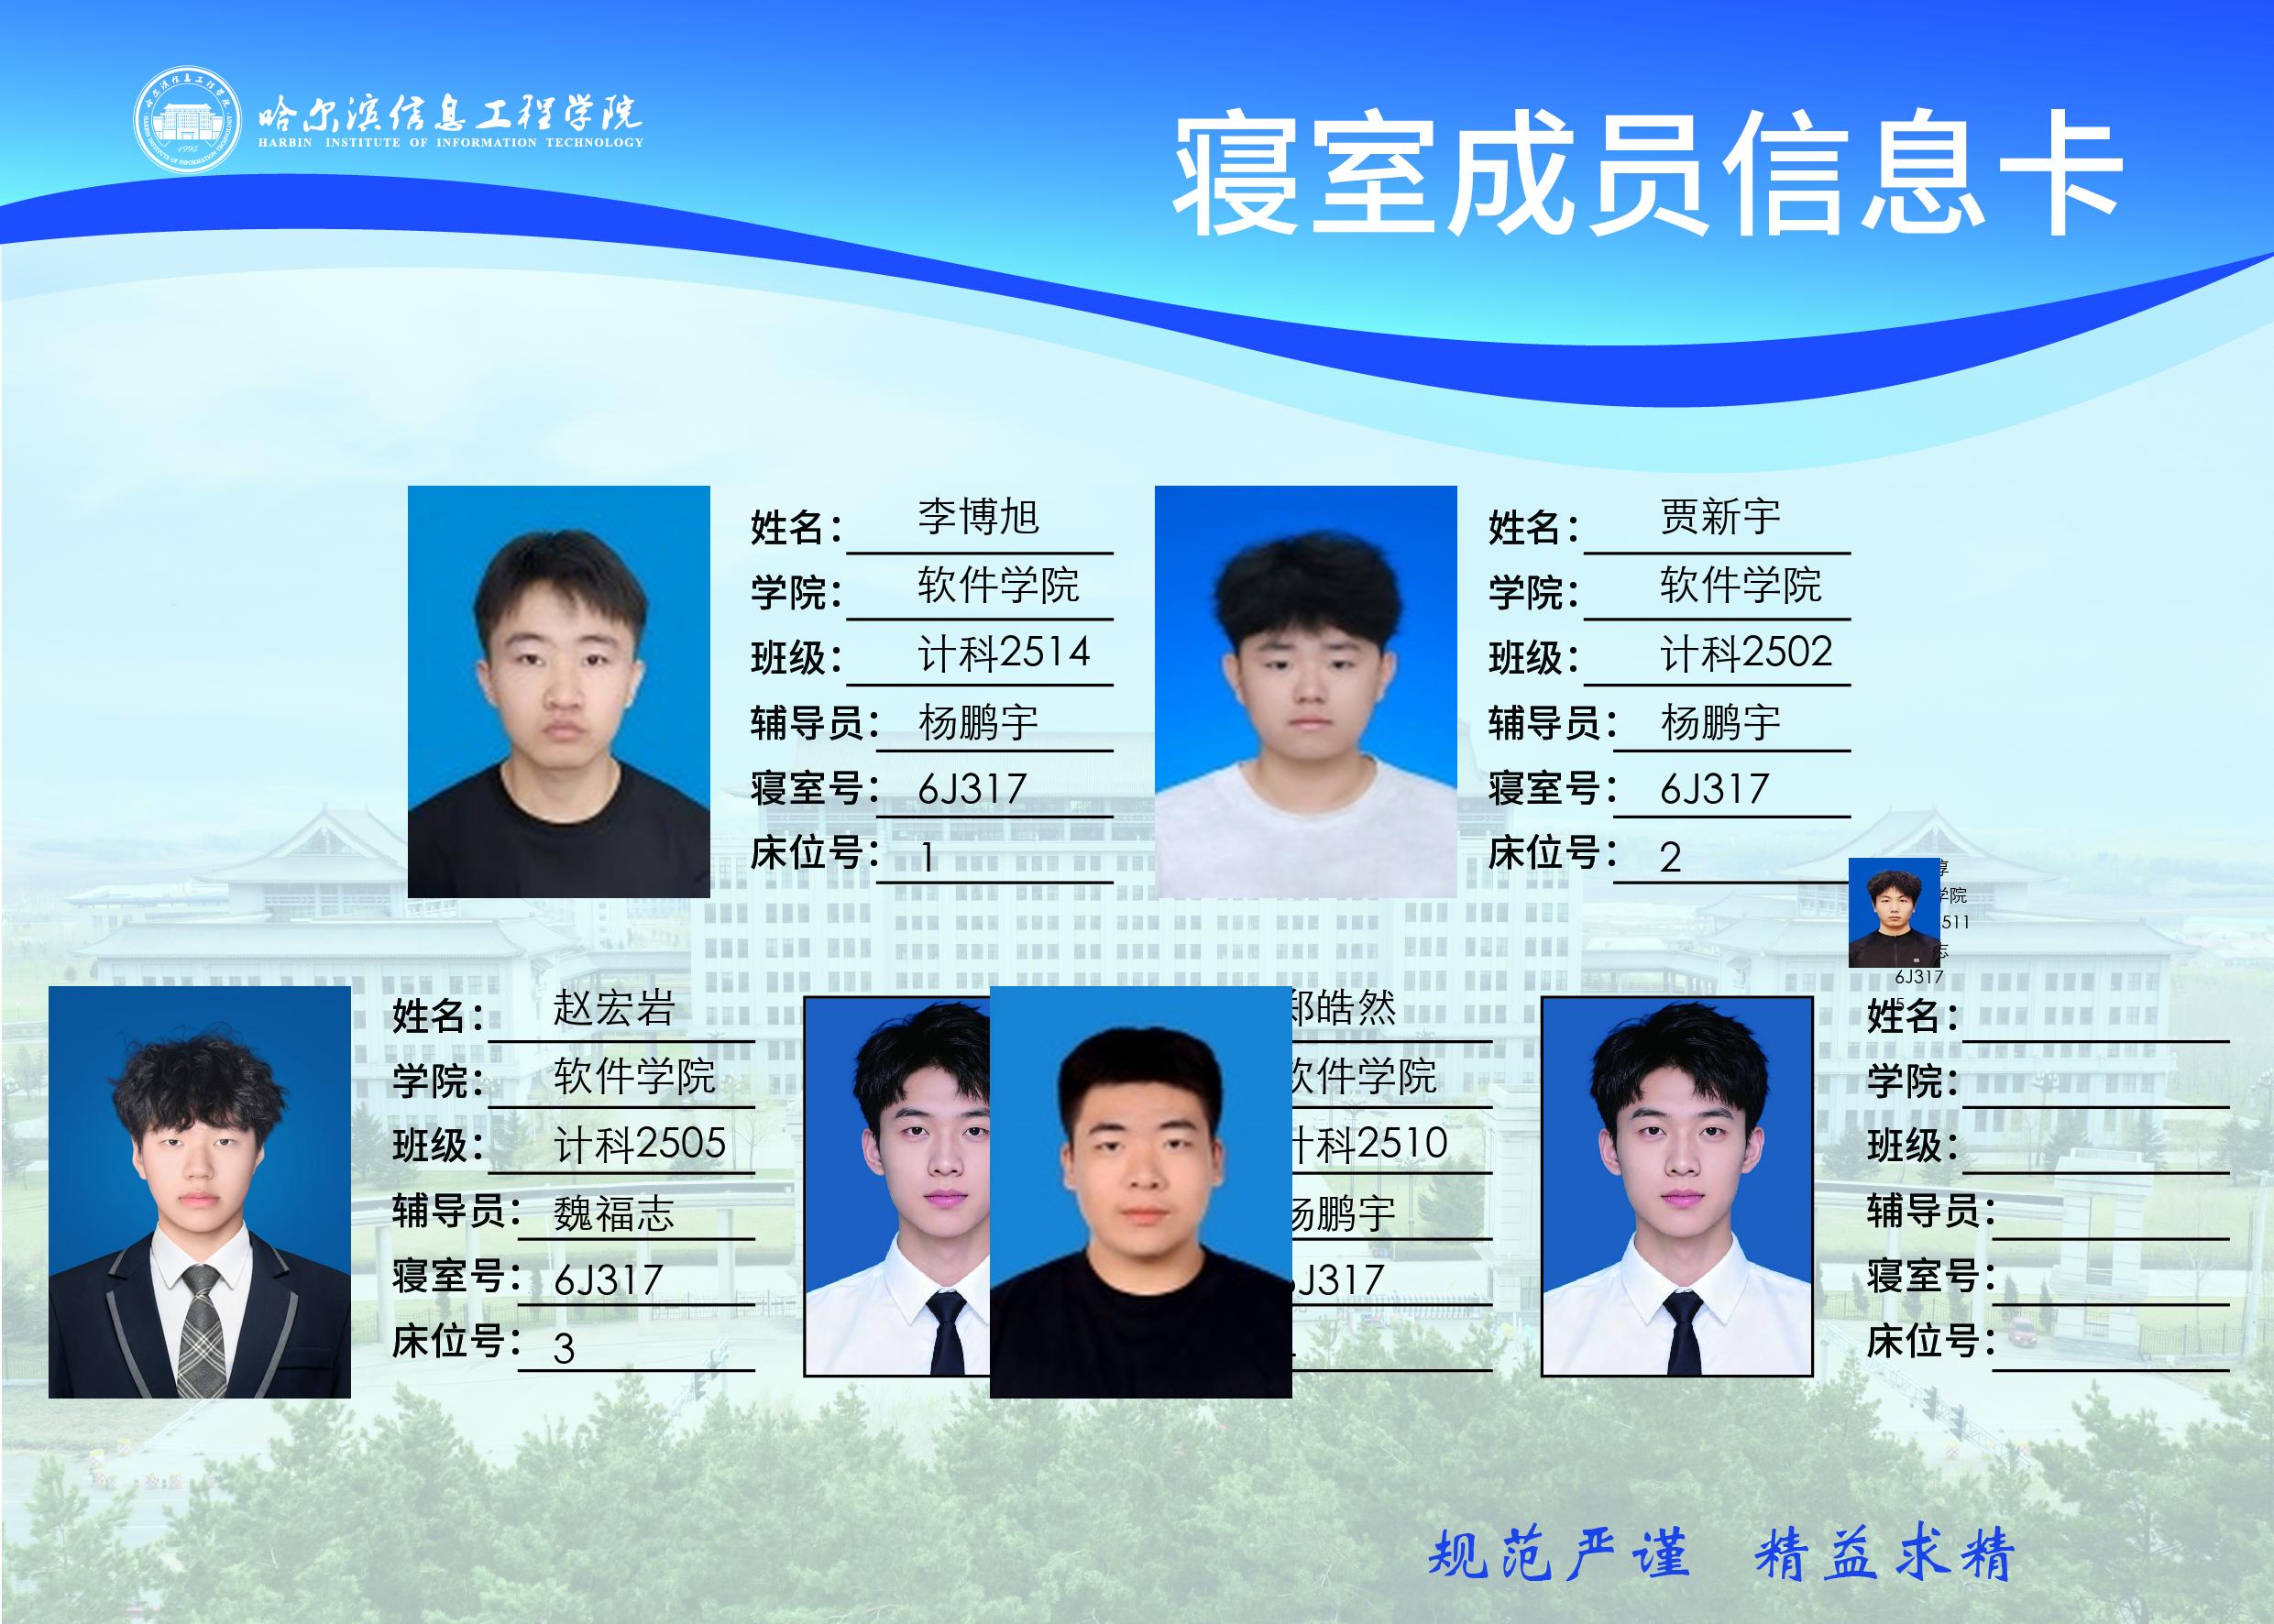 哈尔滨信息工程学院
HARBIN INSTITUTE OF INFORMATION TECHNOLOGY
1995
寝室成员信息卡
姓名： 李博旭
学院： 软件学院
班级： 计科2514
辅导员： 杨鹏宇
寝室号： 6J317
床位号： 1
姓名： 贾新宇
学院： 软件学院
班级： 计科2502
辅导员： 杨鹏宇
寝室号： 6J317
床位号： 2
学院
511
志
6J317
姓名： 赵宏岩
学院： 软件学院
班级： 计科2505
辅导员： 魏福志
寝室号： 6J317
床位号： 3
郑皓然
软件学院
计科2510
杨鹏宇
6J317
姓名：
学院：
班级：
辅导员：
寝室号：
床位号：
规范严谨 精益求精